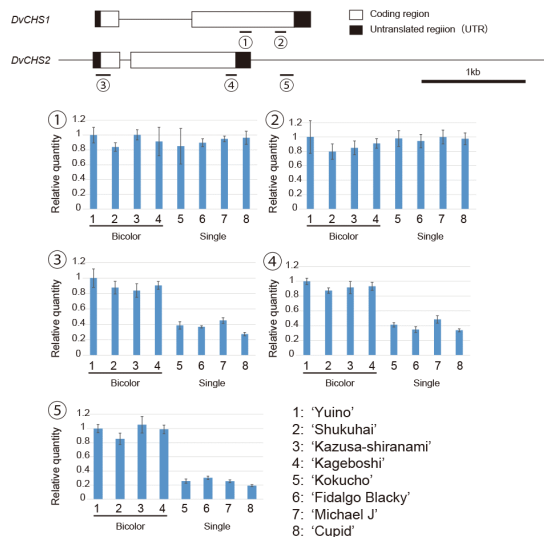 DvCHS1
Coding region
Untranslated regiion (UTR)
① ②
DvCHS2
③ ④ ⑤
1kb
①
Relative quantity
1.2
1
0.8
0.6
0.4
0.2
0
1 2 3 4 5 6 7 8
Bicolor Single
②
Relative quantity
1.2
1
0.8
0.6
0.4
0.2
0
1 2 3 4 5 6 7 8
Bicolor Single
③
Relative quantity
1.2
1
0.8
0.6
0.4
0.2
0
1 2 3 4 5 6 7 8
Bicolor Single
④
Relative quantity
1.2
1
0.8
0.6
0.4
0.2
0
1 2 3 4 5 6 7 8
Bicolor Single
⑤
Relative quantity
1.2
1
0.8
0.6
0.4
0.2
0
1 2 3 4 5 6 7 8
Bicolor Single
1: ‘Yuino’
2: ‘Shukuhai’
3: ‘Kazusa-shiranami’
4: ‘Kageboshi’
5: ‘Kokucho’
6: ‘Fidalgo Blacky’
7: ‘Michael J’
8: ‘Cupid’